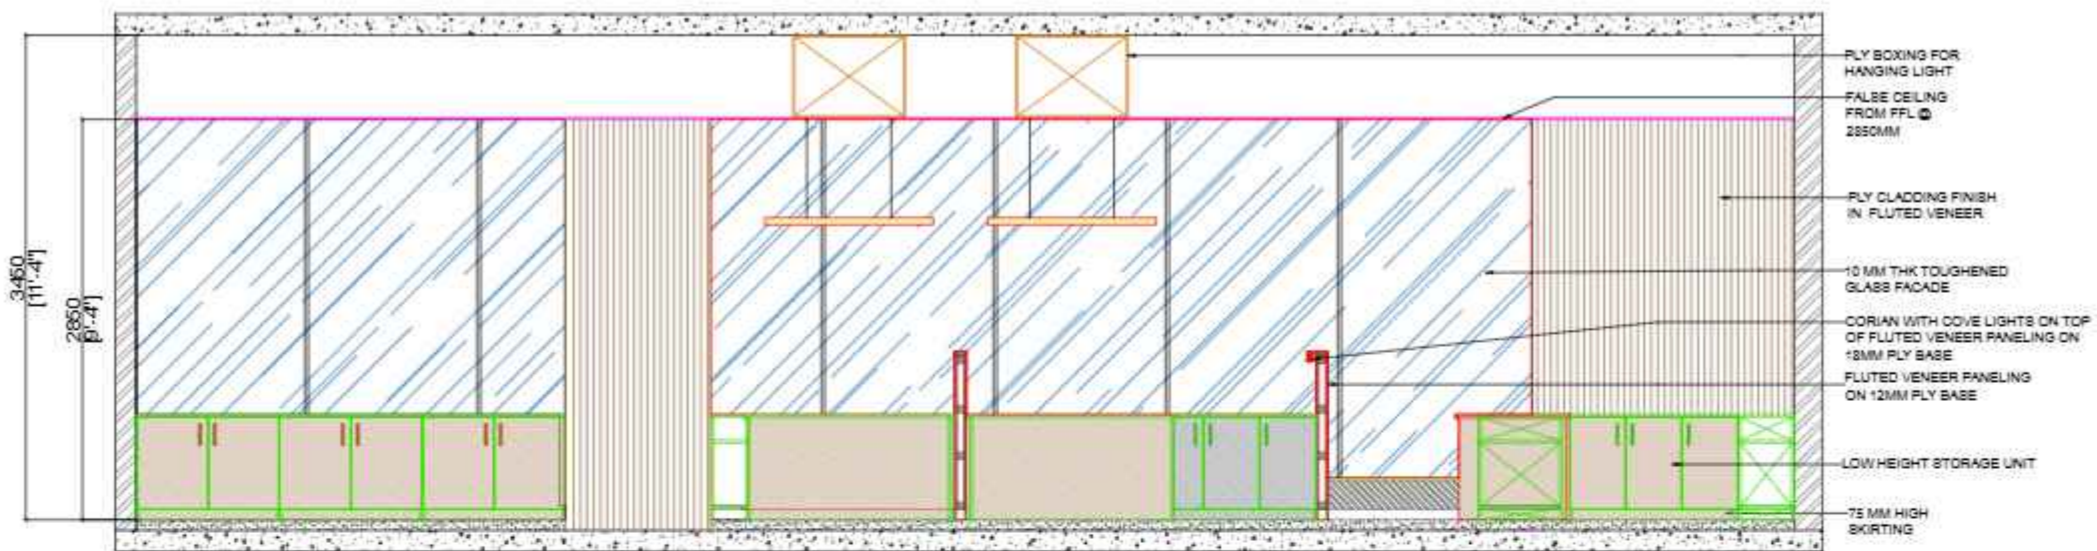 PLY BOXING FOR
HANGING LIGHT
FALSE CEILING
FROM FFL @
2850MM
PLY CLADDING FINISH
IN FLUTED VENEER
10 MM THK TOUGHENED
GLASS FACADE
CORIAN WITH COVE LIGHTS ON TOP
OF FLUTED VENEER PANELING ON
18MM PLY BASE
FLUTED VENEER PANELING
ON 12MM PLY BASE
LOW HEIGHT STORAGE UNIT
75 MM HIGH
SKIRTING
3450
[11'-4"]
2850
[9'-4"]